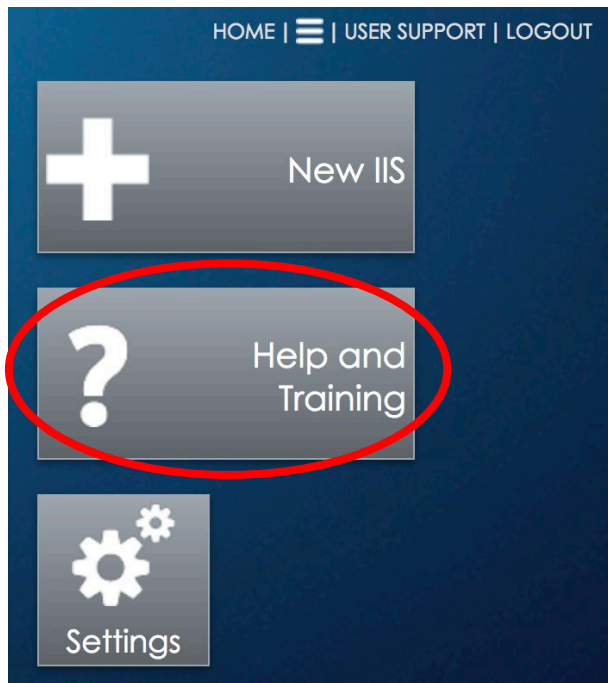 HOME | ☰ | USER SUPPORT | LOGOUT
New IIS
?
Help and
Training
Settings